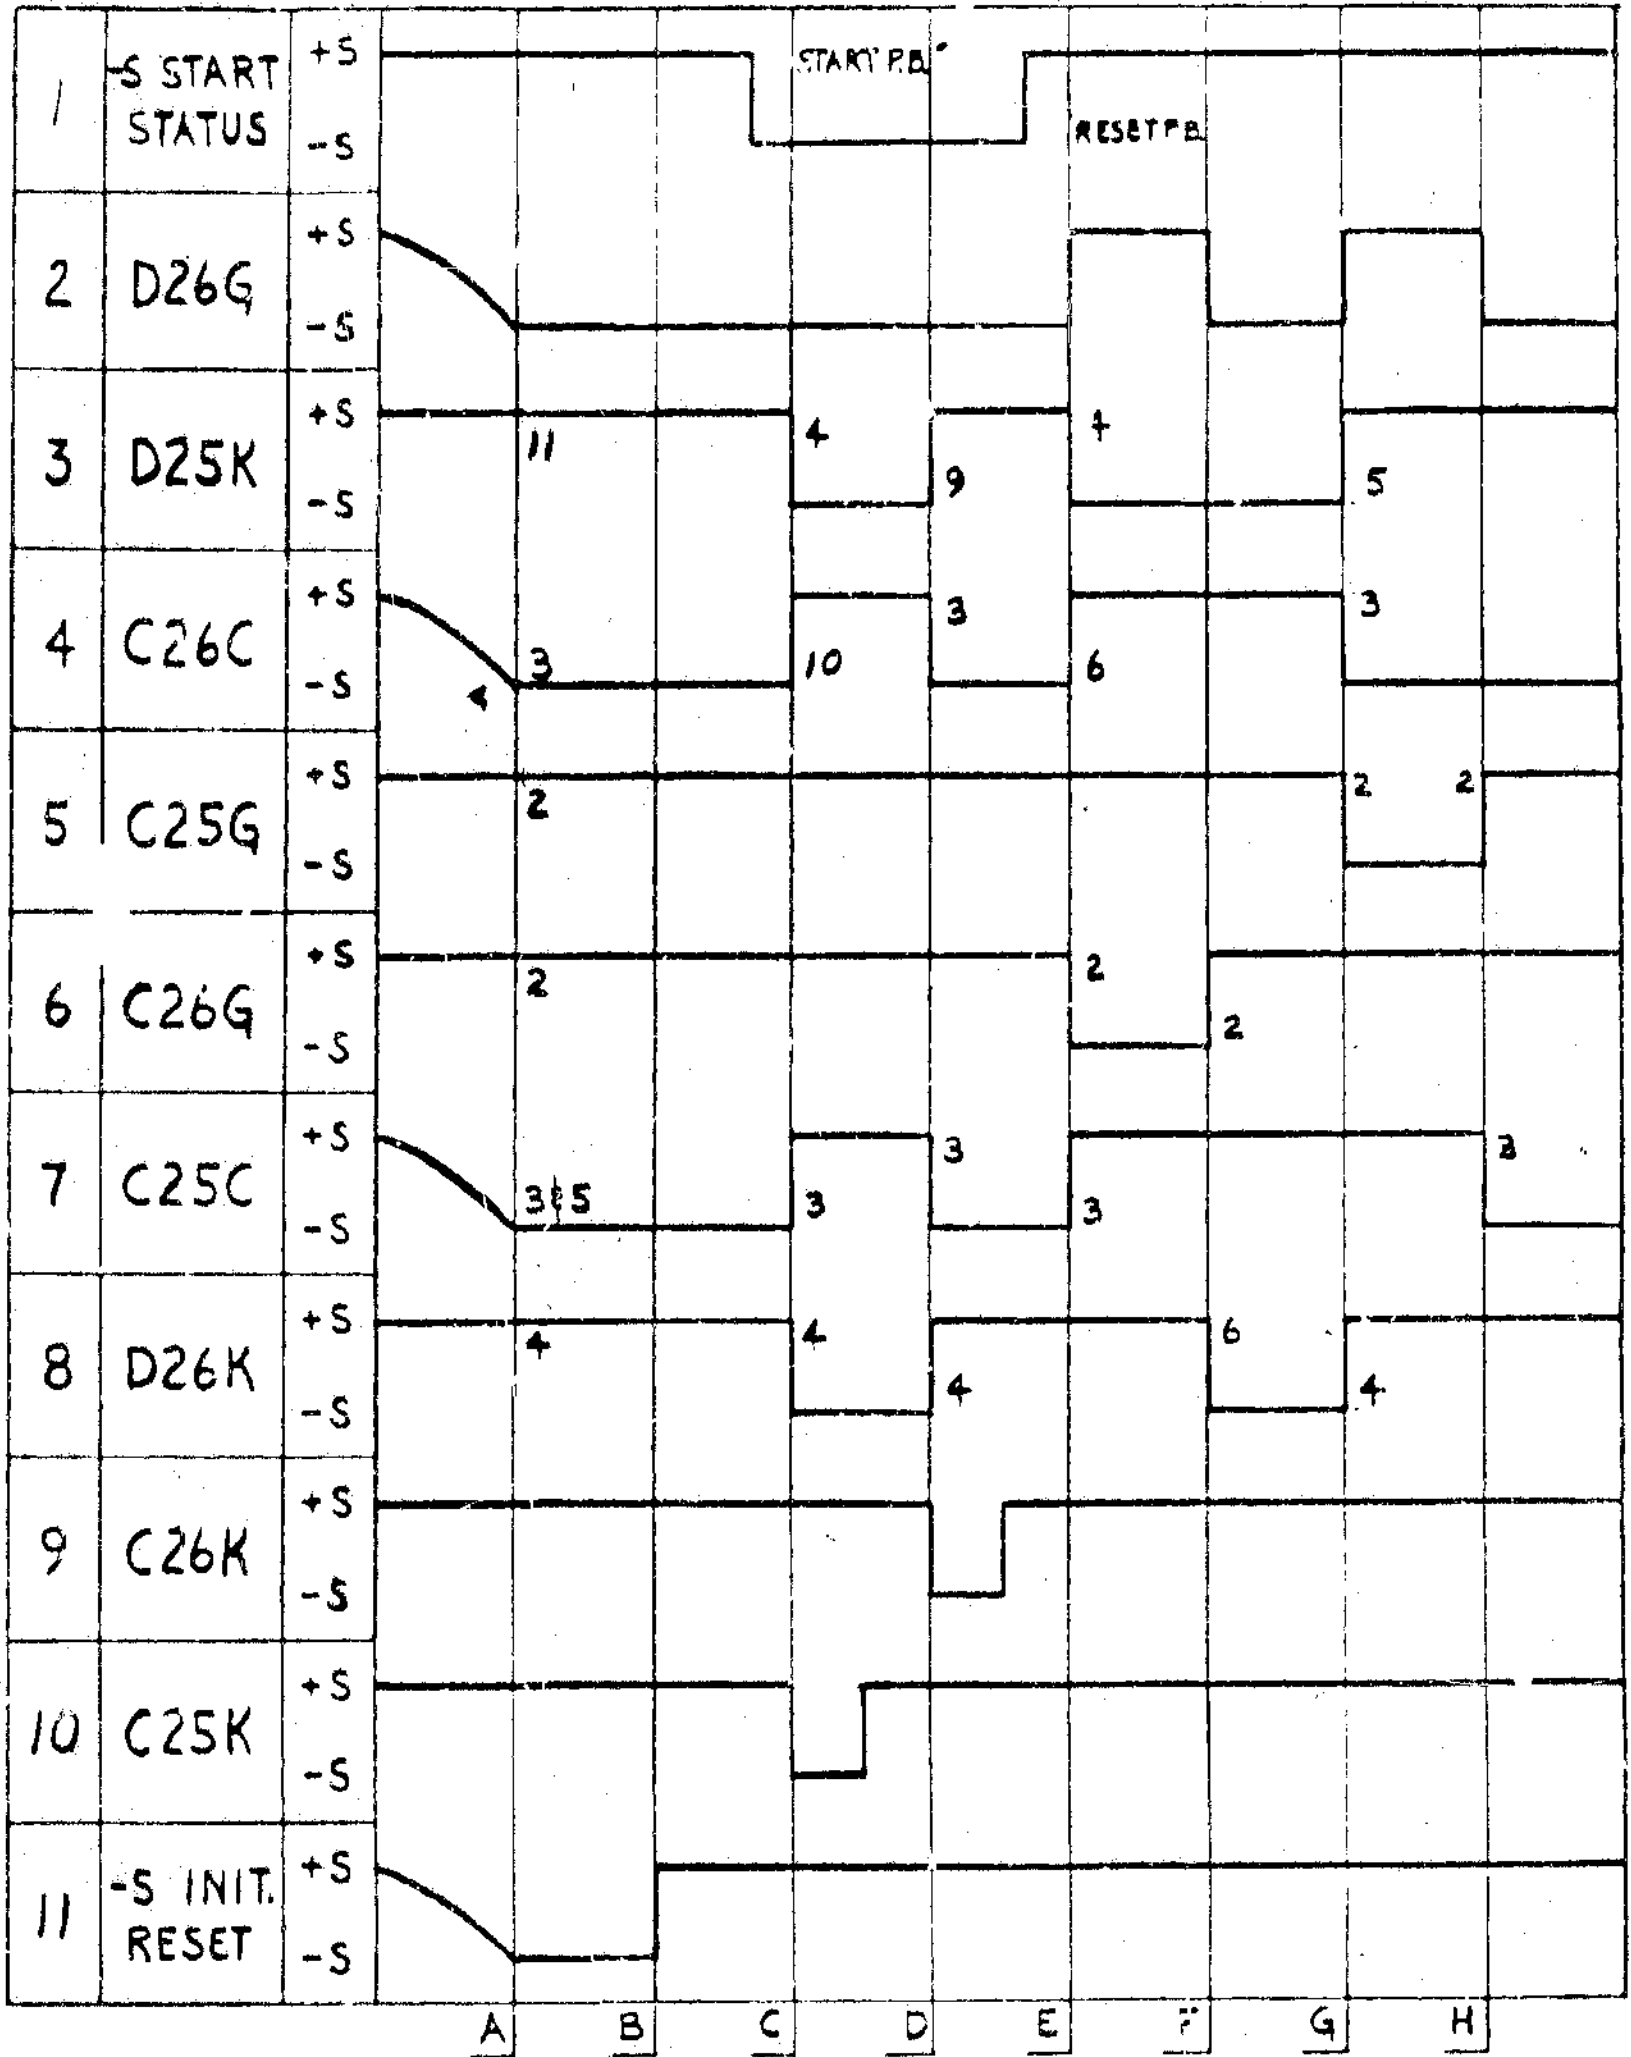 +S
1 -S START START P.B.
STATUS RESET P.B.
-S
+S
2 D26G
-S
+S
11 4
3 D25K
9 5
-S
+S
3 3
4 C26C
3 10 6
-S
+S
2 2 2
5 C25G
-S
+S
2 2
6 C26G
2
-S
+S
3 3
7 C25C
3 & 5 3 3
-S
+S
4 4 6
8 D26K
4 4
-S
+S
9 C26K
-S
+S
10 C25K
-S
+S
11 -S INIT.
RESET
-S
A B C D E F G H